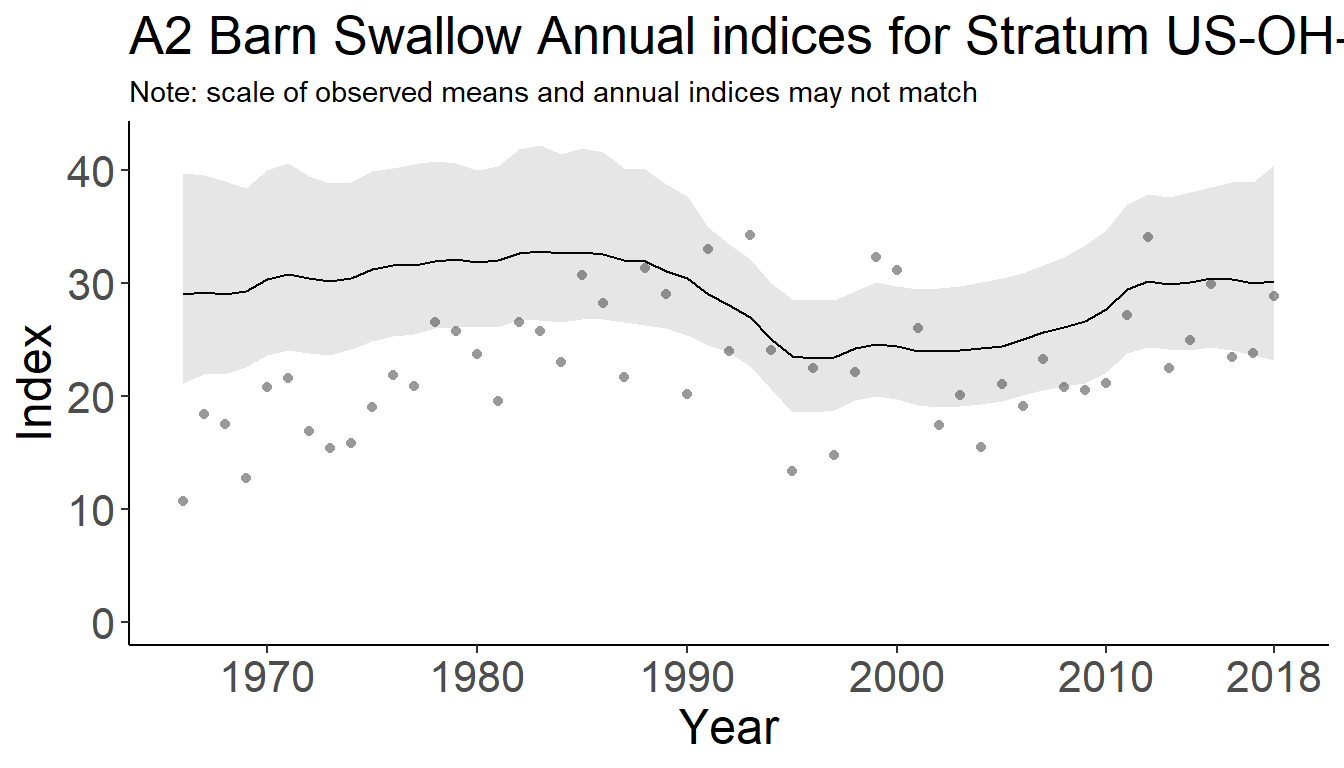 A2 Barn Swallow Annual indices for Stratum US-OH-
Note: scale of observed means and annual indices may not match
40
30
20
10
0
Index
1970 1980 1990 2000 2010 2018
Year